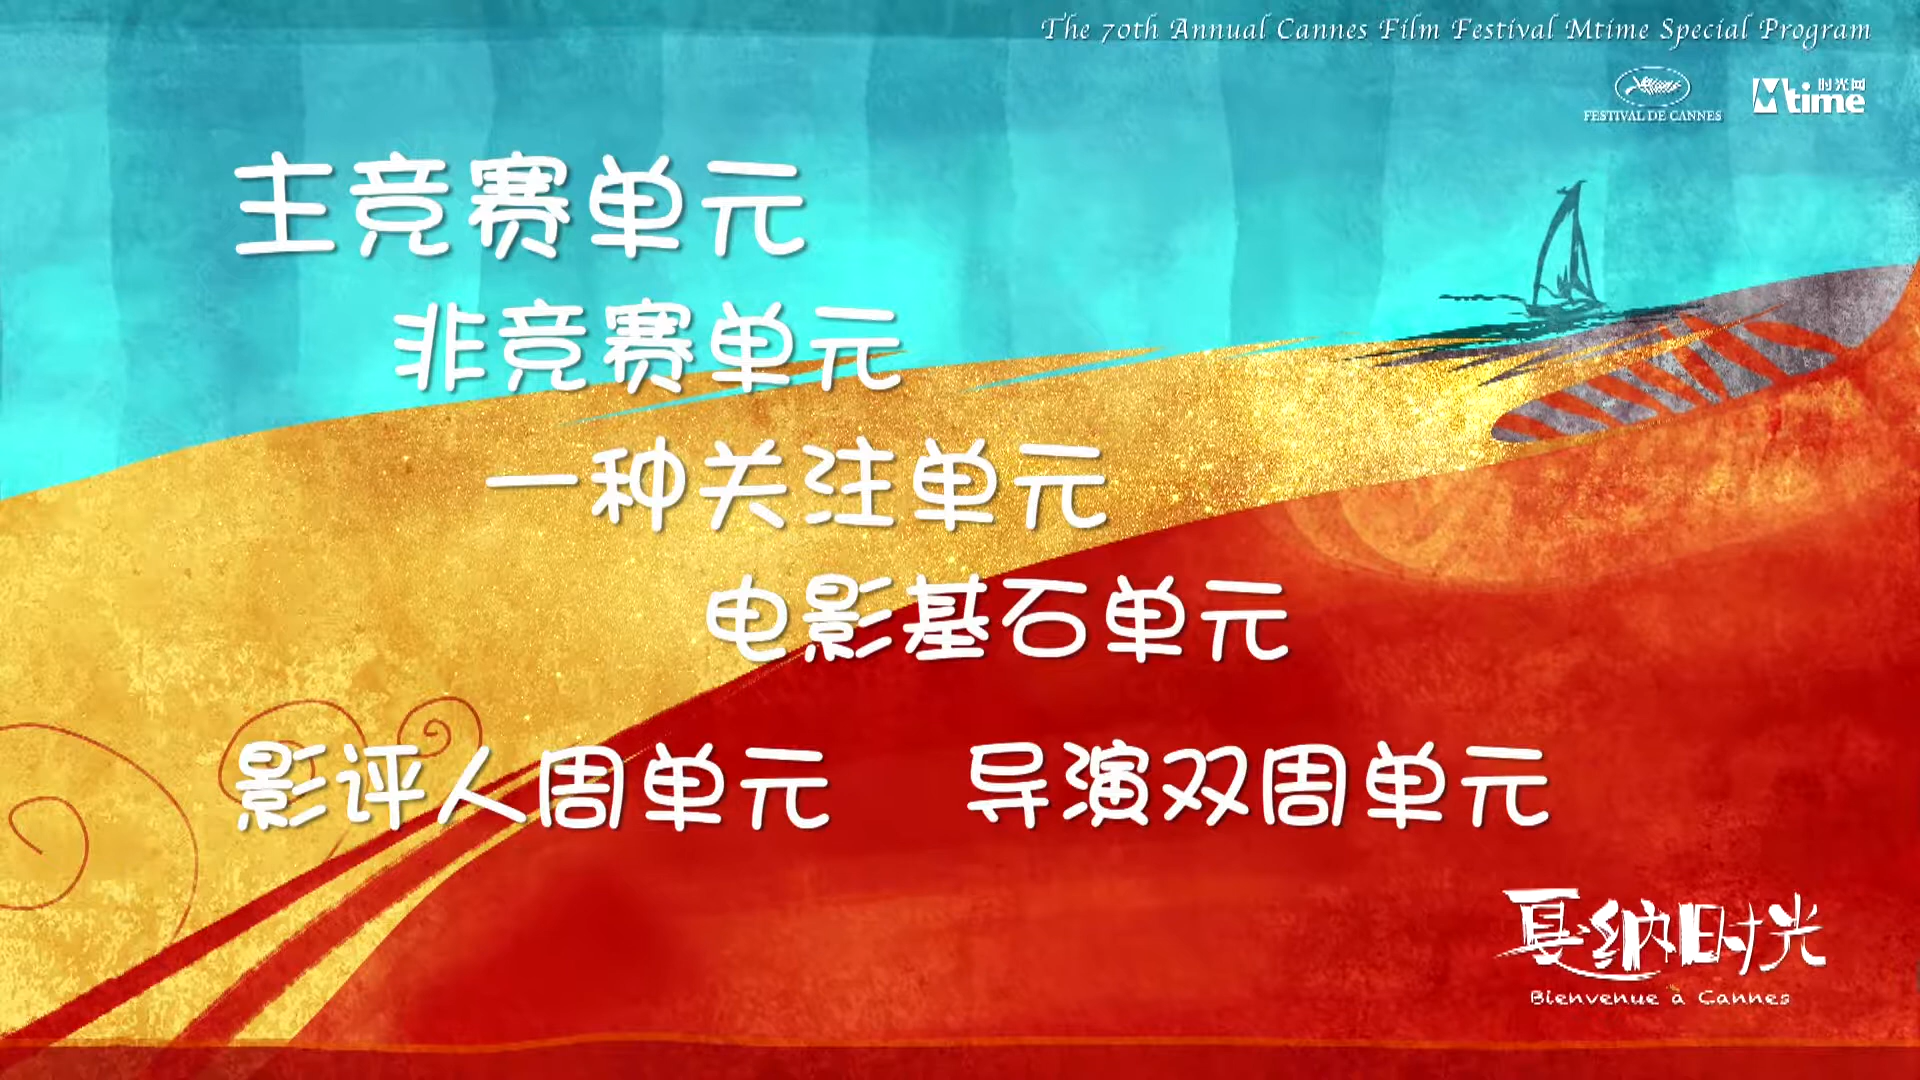 The 70th Annual Cannes Film Festival Mtime Special Program
FESTIVAL DE CANNES
Mtime 时光网
主竞赛单元
非竞赛单元
一种关注单元
电影基石单元
影评人周单元 导演双周单元
戛纳时光
Bienvenue à Cannes